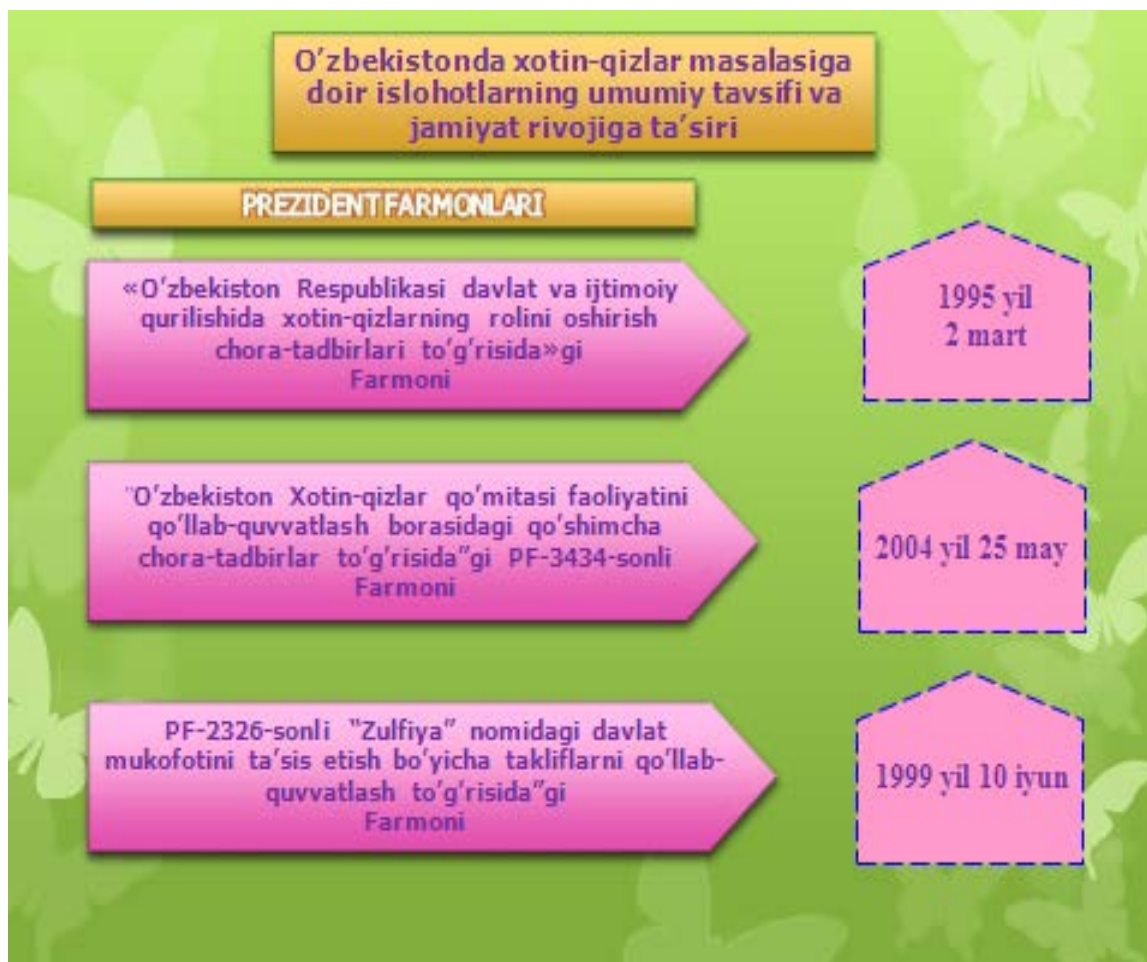 O'zbekistonda xotin-qizlar masalasiga
doir islohotlarning umumiy tavsifi va
jamiyat rivojiga ta'siri
PREZIDENT FARMONLARI
«O'zbekiston Respublikasi davlat va ijtimoiy
qurilishida xotin-qizlarning rolini oshirish
chora-tadbirlari to'g'risida»gi
Farmoni
1995 yil
2 mart
"O'zbekiston Xotin-qizlar qo'mitasi faoliyatini
qo'llab-quvvatlash borasidagi qo'shimcha
chora-tadbirlar to'g'risida"gi PF-3434-sonli
Farmoni
2004 yil 25 may
PF-2326-sonli "Zulfiya" nomidagi davlat
mukofotini ta'sis etish bo'yicha takliflarni qo'llab-
quvvatlash to'g'risida"gi
Farmoni
1999 yil 10 iyun